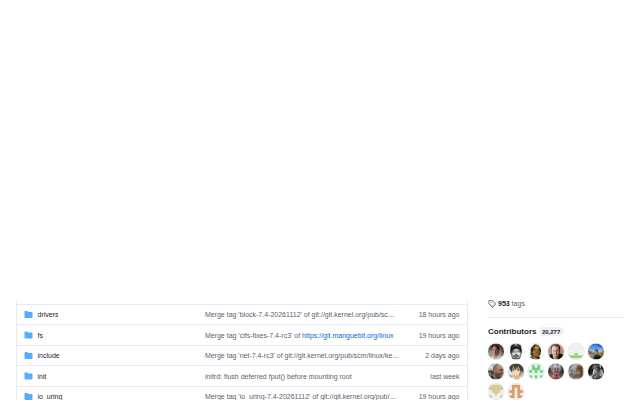 953 tags
drivers Merge tag 'block-7.4-20261112' of git://git.kernel.org/pub/sc... 18 hours ago
fs Merge tag 'cifs-fixes-7.4-rc3' of https://git.manguebit.org/linux 19 hours ago
Contributors 20,277
include Merge tag 'net-7.4-rc3' of git://git.kernel.org/pub/scm/linux/ke... 2 days ago
init initrd: flush deferred fput() before mounting root last week
io_uring Merge tag 'io_uring-7.4-20261112' of git://git.kernel.org/pub/... 19 hours ago